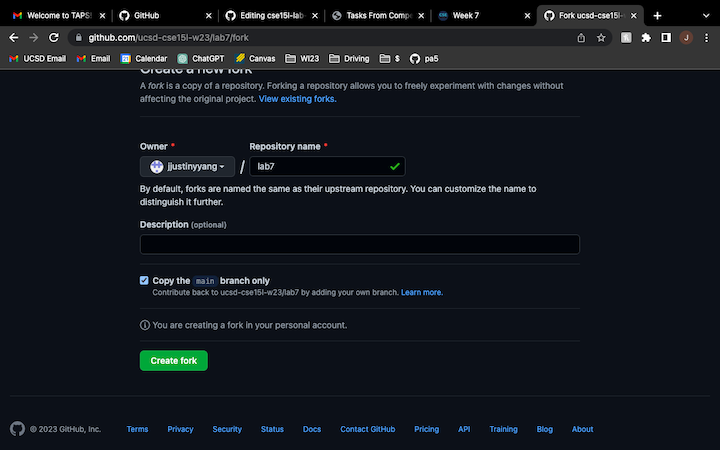 Welcome to TAPS!
GitHub
Editing cse15l-lab
Tasks From Compu
Week 7
Fork ucsd-cse15l-w
github.com/ucsd-cse15l-w23/lab7/fork
J
UCSD Email
Email
Calendar
ChatGPT
Canvas
WI23
Driving
$
pa5
Create a new fork
A fork is a copy of a repository. Forking a repository allows you to freely experiment with changes without
affecting the original project. View existing forks.
Owner *
Repository name *
jjustinyyang
/
lab7
By default, forks are named the same as their upstream repository. You can customize the name to
distinguish it further.
Description (optional)
Copy the main branch only
Contribute back to ucsd-cse15l-w23/lab7 by adding your own branch. Learn more.
You are creating a fork in your personal account.
Create fork
© 2023 GitHub, Inc.
Terms
Privacy
Security
Status
Docs
Contact GitHub
Pricing
API
Training
Blog
About